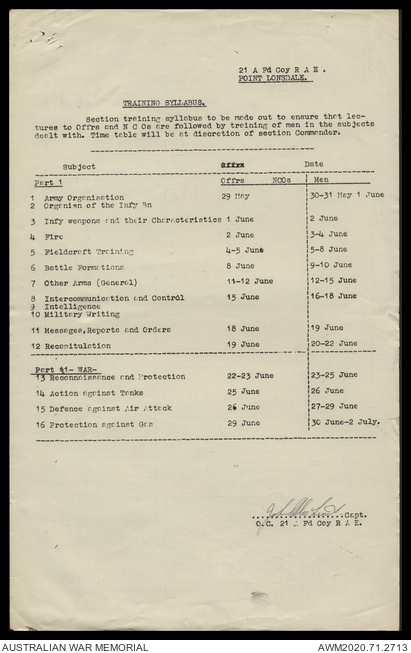 21 A Fd Coy R A E .
POINT LONSDALE.
TRAINING SYLLABUS.
Section training syllabus to be made out to ensure that lec-
tures to Offrs and N C Os are followed by training of men in the subjects
dealt with. Time table will be at discretion of section Commander.
Subject Offrs Date
Part 1 Offrs NCOs Men
1 Army Organisation 29 May 30-31 May 1 June
2 Organisn of the Infy Bn
3 Infy weapons and their Characteristics 1 June 2 June
4 Fire 2 June 3-4 June
5 Fieldcraft Training 4-5 June 5-8 June
6 Battle Formations 8 June 9-10 June
7 Other Arms (General) 11-12 June 12-15 June
8 Intercommunication and Control 15 June 16-18 June
9 Intelligence
10 Military Writing
11 Messages,Reports and Orders 18 June 19 June
12 Recapitulation 19 June 20-22 June
Part 11- WAR-
13 Reconnaissance and Protection 22-23 June 23-25 June
14 Action against Tanks 25 June 26 June
15 Defence against Air Attack 26 June 27-29 June
16 Protection against Gas 29 June 30 June-2 July.
Capt.
O.C. 21 A Fd Coy R A E.
AUSTRALIAN WAR MEMORIAL AWM2020.71.2713